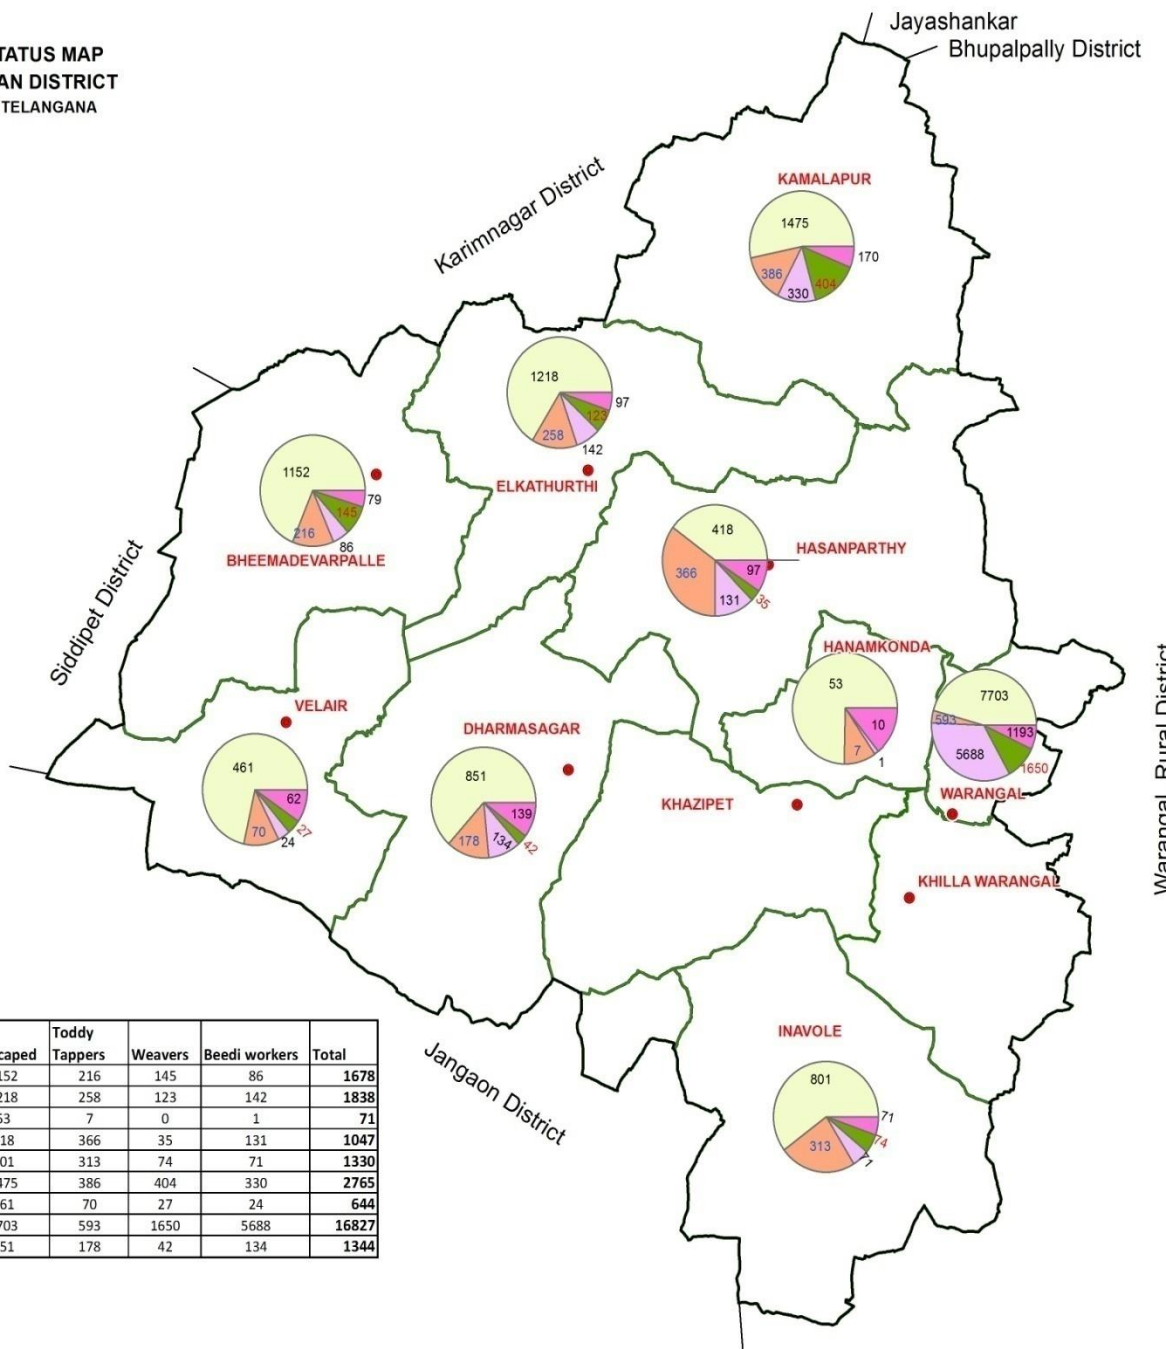 TATUS MAP
AN DISTRICT
TELANGANA
Jayashankar
Bhupalpally District
Karimnagar District
KAMALAPUR
1475
170
386
330
404
1218
97
123
258
142
ELKATHURTHI
1152
79
145
216
86
BHEEMADEVARPALLE
Siddipet District
418
HASANPARTHY
366
97
131
35
HANAMKONDA
53
10
7
1
7703
593
1193
5688
1650
WARANGAL
Warangal Rural District
VELAIR
461
62
70
27
24
DHARMASAGAR
851
139
178
134
42
KHAZIPET
KHILLA WARANGAL
INAVOLE
801
71
74
313
71
Jangaon District
caped Toddy Tappers Weavers Beedi workers Total
152 216 145 86 1678
218 258 123 142 1838
53 7 0 1 71
18 366 35 131 1047
01 313 74 71 1330
475 386 404 330 2765
61 70 27 24 644
703 593 1650 5688 16827
51 178 42 134 1344